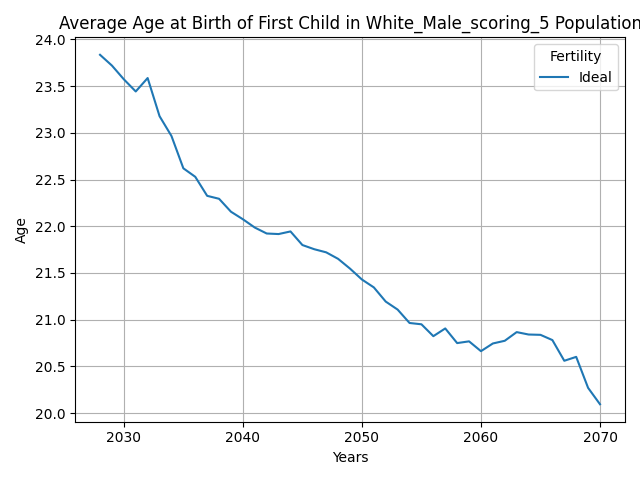 Average Age at Birth of First Child in White_Male_scoring_5 Population
24.0
23.5
23.0
22.5
22.0
21.5
21.0
20.5
20.0
Age
Fertility
Ideal
2030 2040 2050 2060 2070
Years